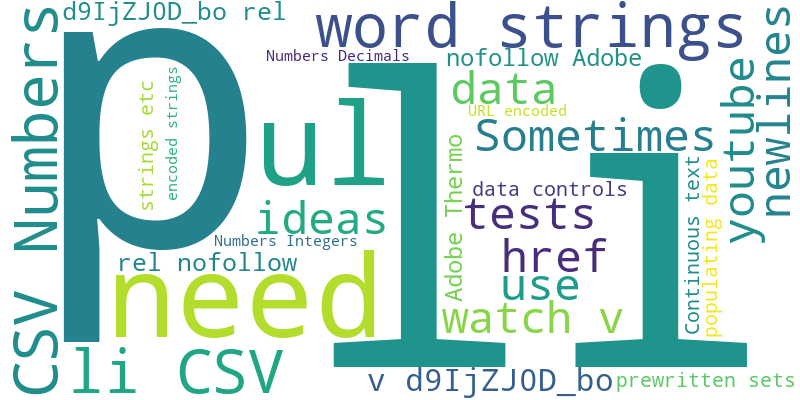 d9IjZJ0D_bo rel
word strings
Numbers Decimals
nofollow Adobe
CSV Numbers
p
li
ul
data
URL encoded
Sometimes
youtube
newlines
strings etc
encoded strings
ideas
Adobe Thermo
data controls
tests
Continuous text
populating data
Numbers Integers
rel nofollow
href
need
use
watch v
li CSV
v d9IjZJ0D_bo
prewritten sets